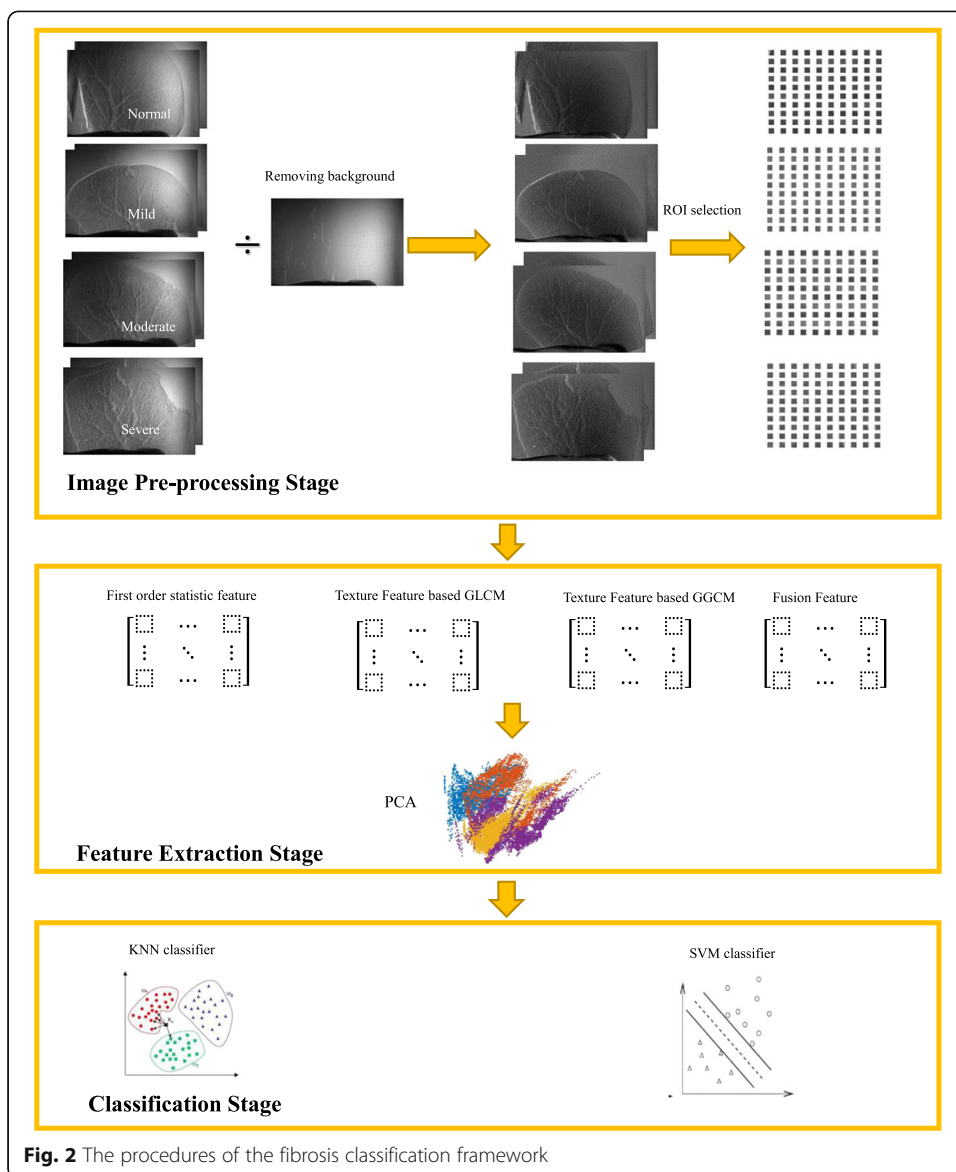 Normal
Mild
Moderate
Severe
Removing background
÷
ROI selection
Image Pre-processing Stage
First order statistic feature
Texture Feature based GLCM
Texture Feature based GGCM
Fusion Feature
PCA
Feature Extraction Stage
KNN classifier
SVM classifier
Classification Stage
Fig. 2 The procedures of the fibrosis classification framework